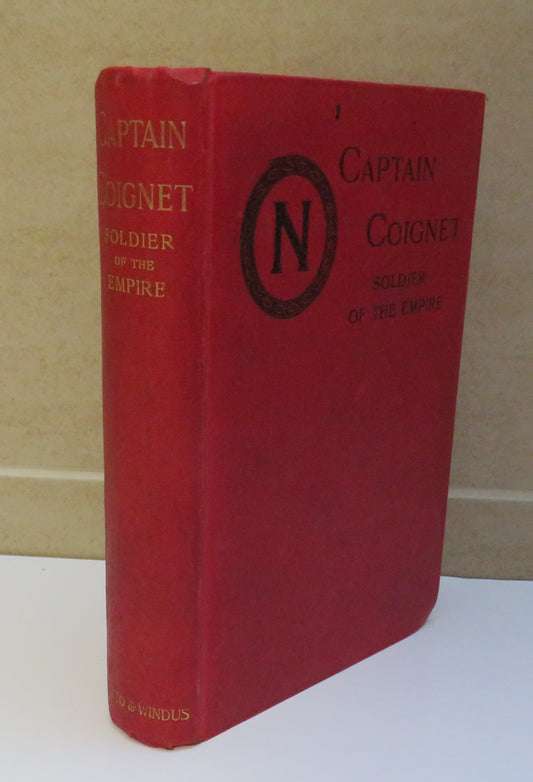 CAPTAIN
COIGNET
SOLDIER
OF THE
EMPIRE
& WINDUS
N
CAPTAIN
COIGNET
SOLDIER
OF THE EMPIRE